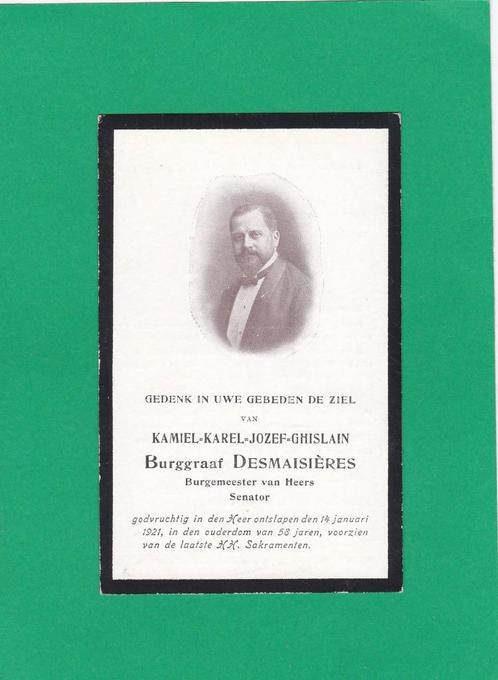 GEDENK IN UWE GEBEDEN DE ZIEL
VAN
KAMIEL=KAREL=JOZEF=GHISLAIN
Burggraaf DESMAISIÈRES
Burgemeester van Heers
Senator
godvruchtig in den Heer ontslapen den 14 januari
1921, in den ouderdom van 58 jaren, voorzien
van de laatste HH. Sakramenten.